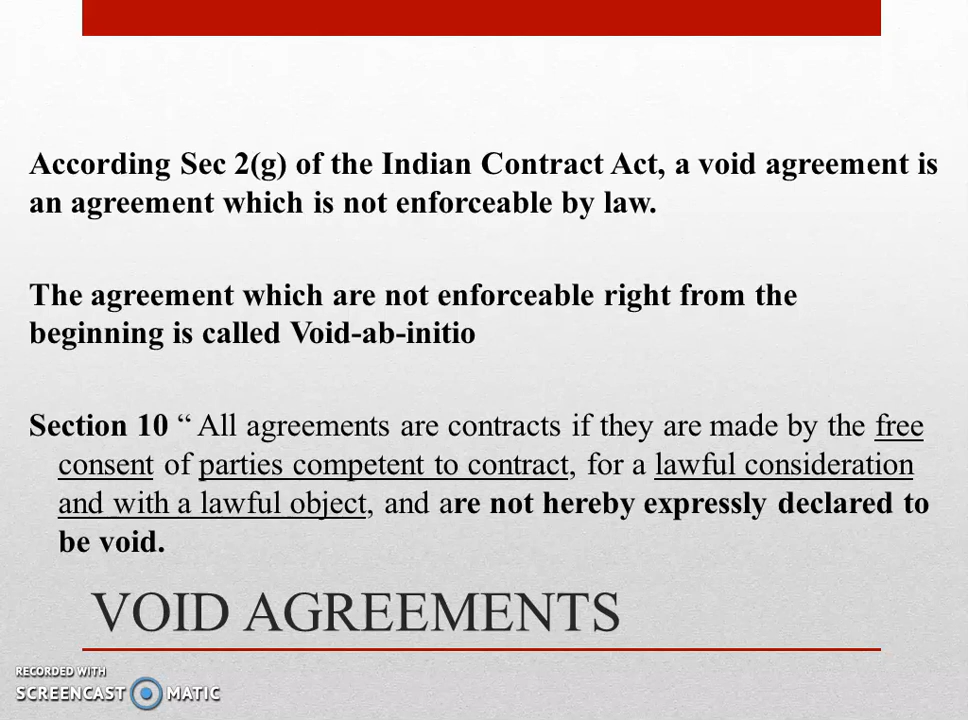 According Sec 2(g) of the Indian Contract Act, a void agreement is
an agreement which is not enforceable by law.
The agreement which are not enforceable right from the
beginning is called Void-ab-initio
Section 10 “ All agreements are contracts if they are made by the free
consent of parties competent to contract, for a lawful consideration
and with a lawful object, and are not hereby expressly declared to
be void.
VOID AGREEMENTS
RECORDED WITH
SCREENCAST MATIC